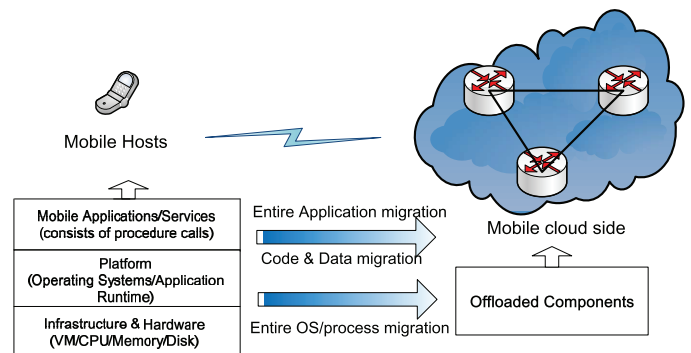 Mobile Hosts
Mobile Applications/Services
(consists of procedure calls)
Platform
(Operating Systems/Application
Runtime)
Infrastructure & Hardware
(VM/CPU/Memory/Disk)
Entire Application migration
Code & Data migration
Entire OS/process migration
Mobile cloud side
Offloaded Components